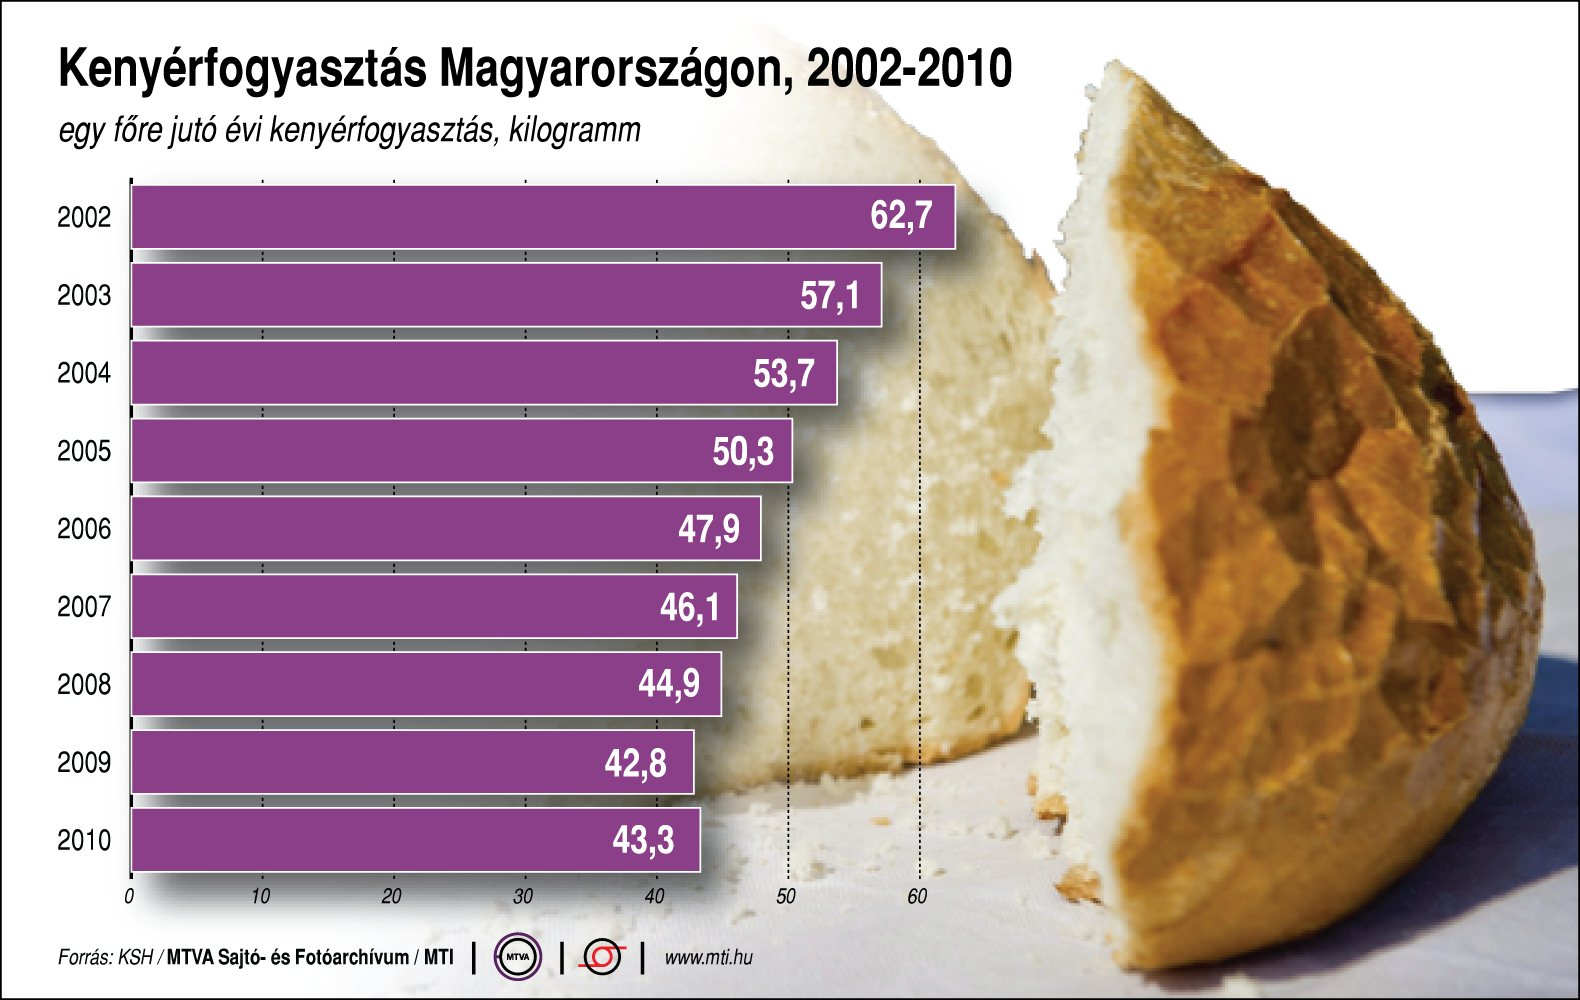 Kenyérfogyasztás Magyarországon, 2002-2010
egy főre jutó évi kenyérfogyasztás, kilogramm
2002 62,7
2003 57,1
2004 53,7
2005 50,3
2006 47,9
2007 46,1
2008 44,9
2009 42,8
2010 43,3
0 10 20 30 40 50 60
Forrás: KSH / MTVA Sajtó- és Fotóarchívum / MTI | MTVA | | www.mti.hu